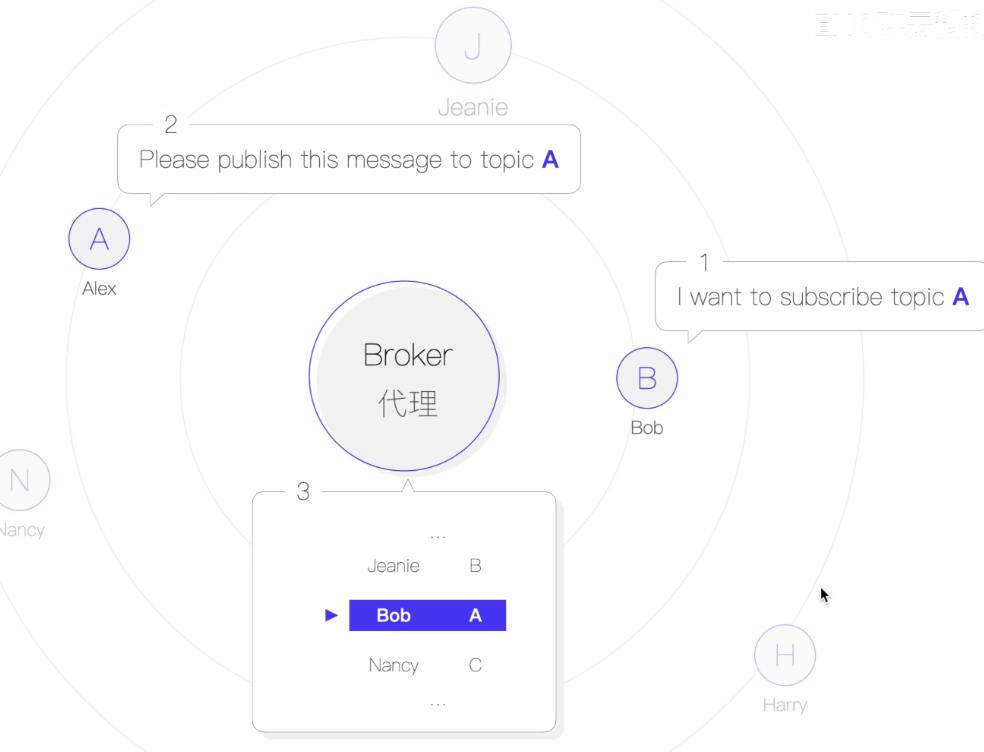 J
Jeanie
2
Please publish this message to topic A
A
Alex
1
I want to subscribe topic A
Broker
代理
B
Bob
N
Nancy
3
...
Jeanie B
Bob A
Nancy C
...
H
Harry